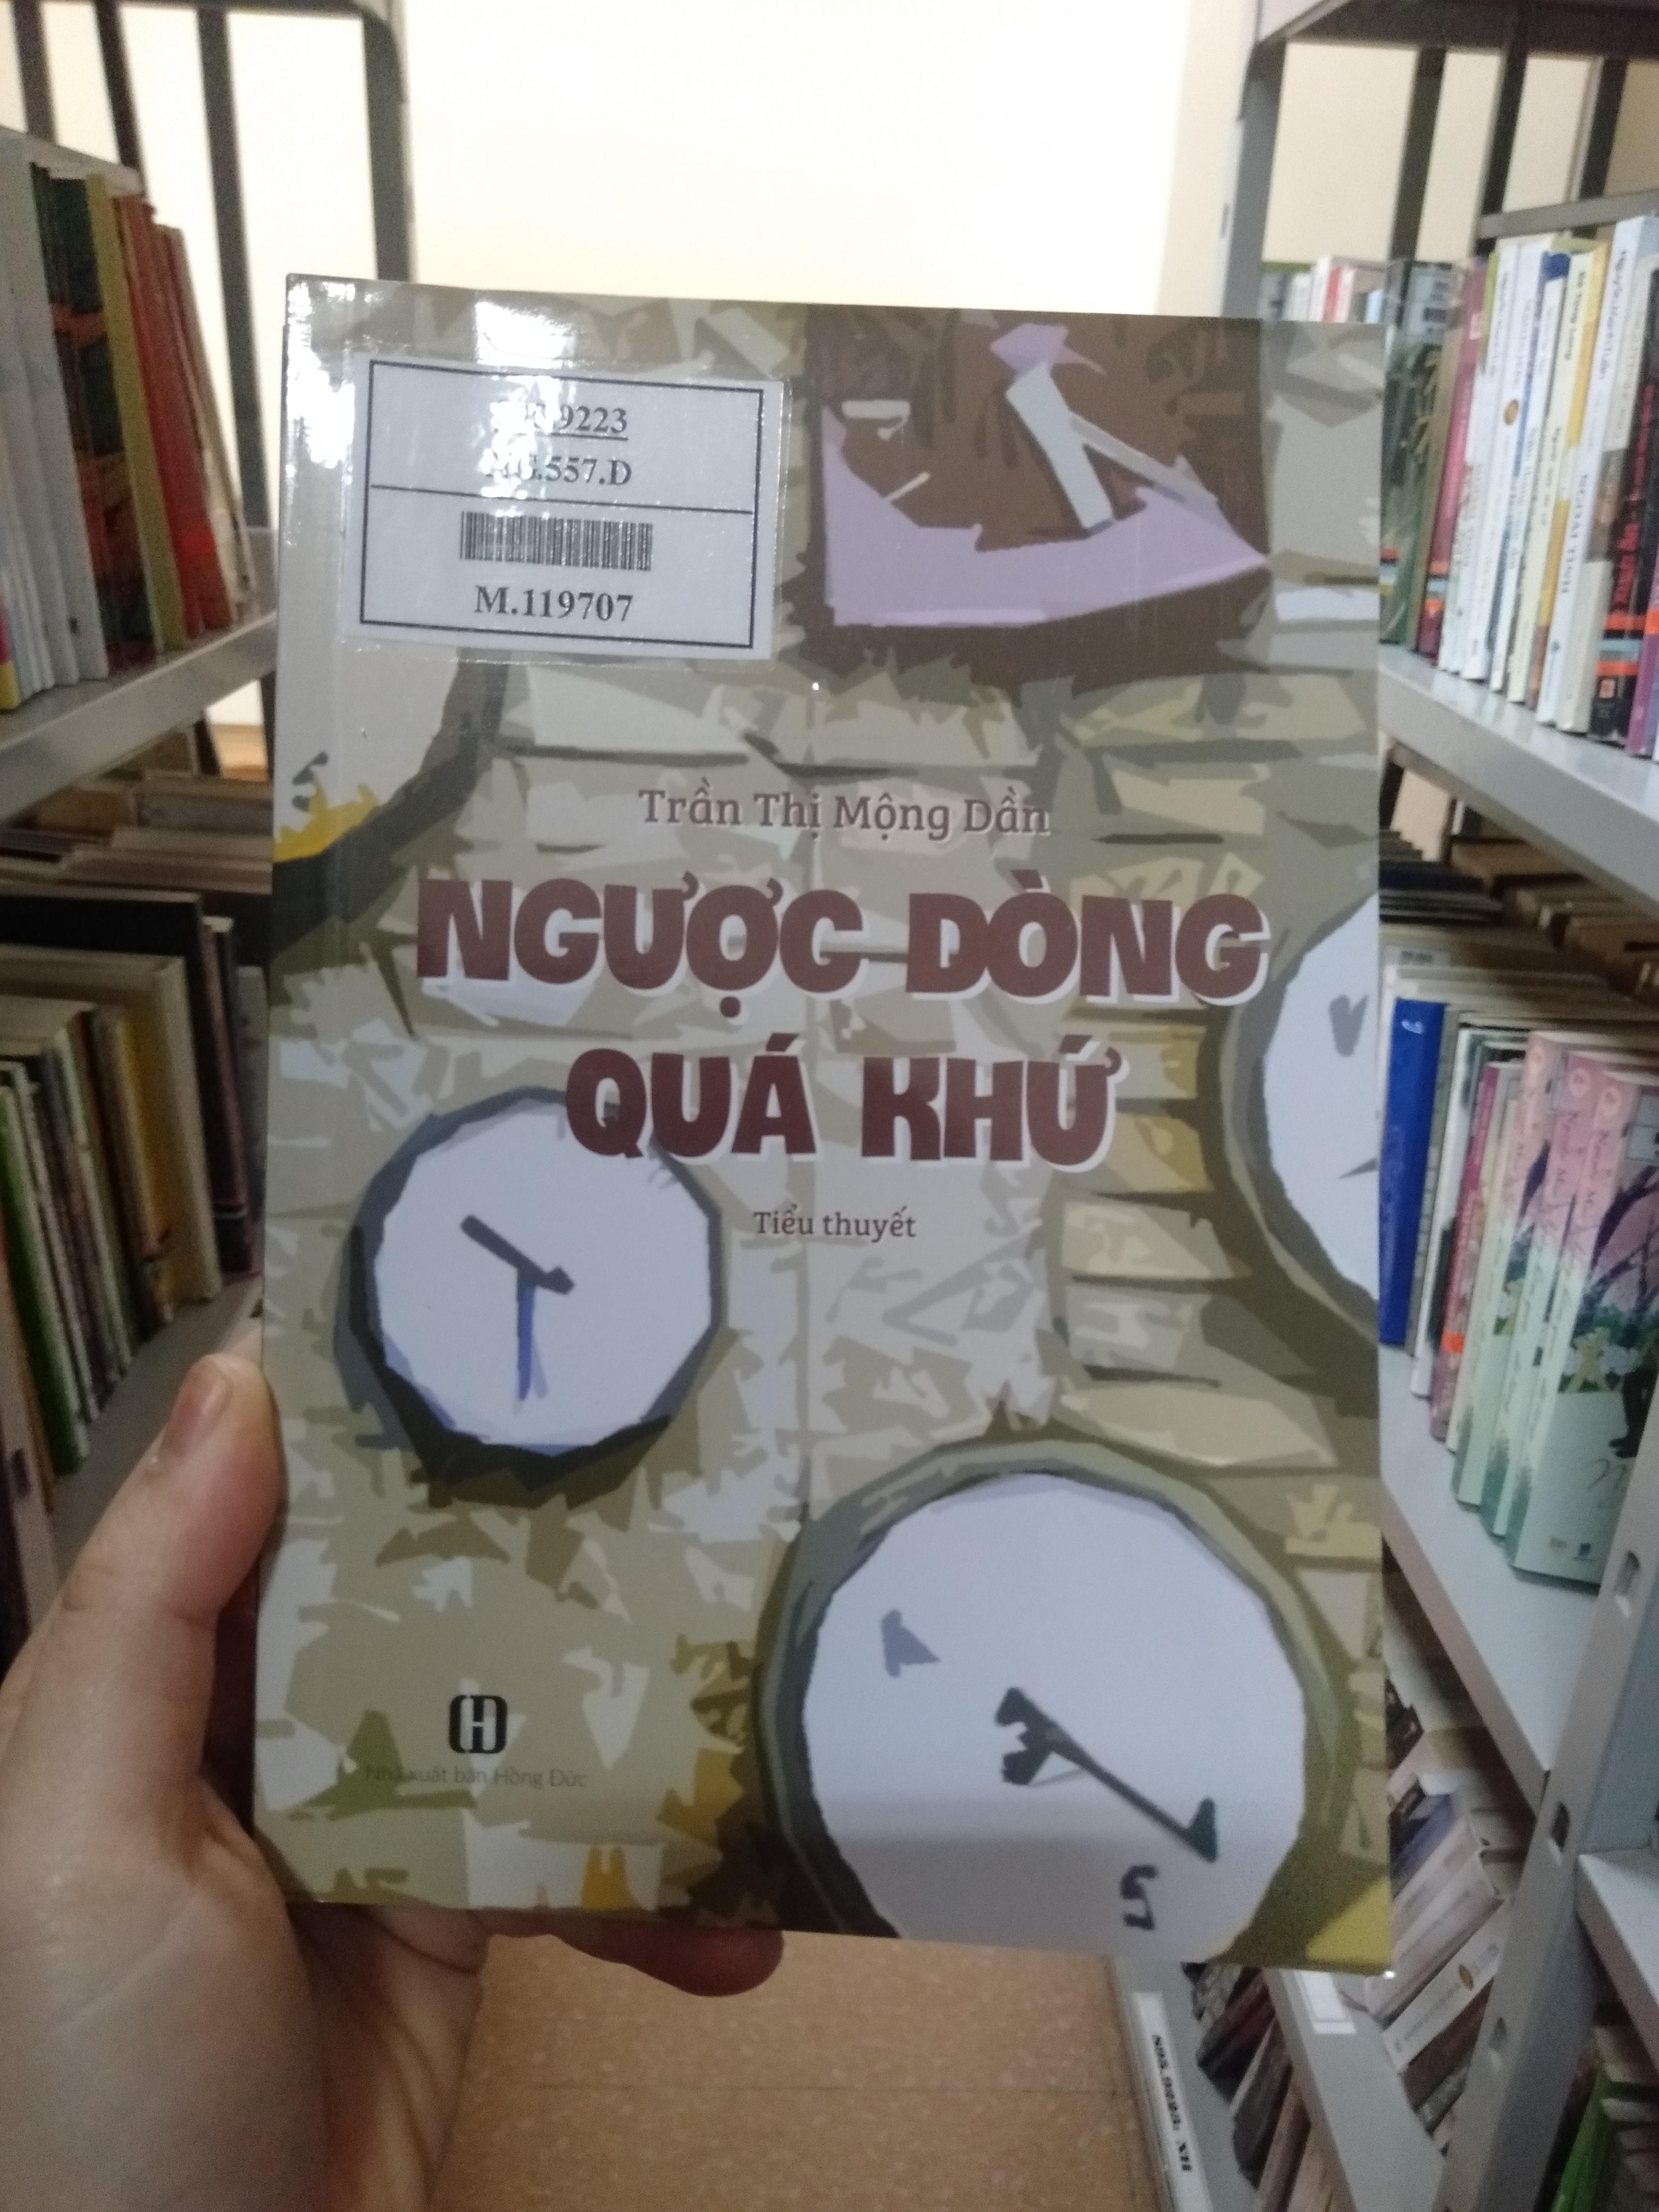 9223
557.D
M.119707
Trần Thị Mộng Dần
NGƯỢC DÒNG
QUÁ KHỨ
Tiểu thuyết
Nhà xuất bản Hồng Đức